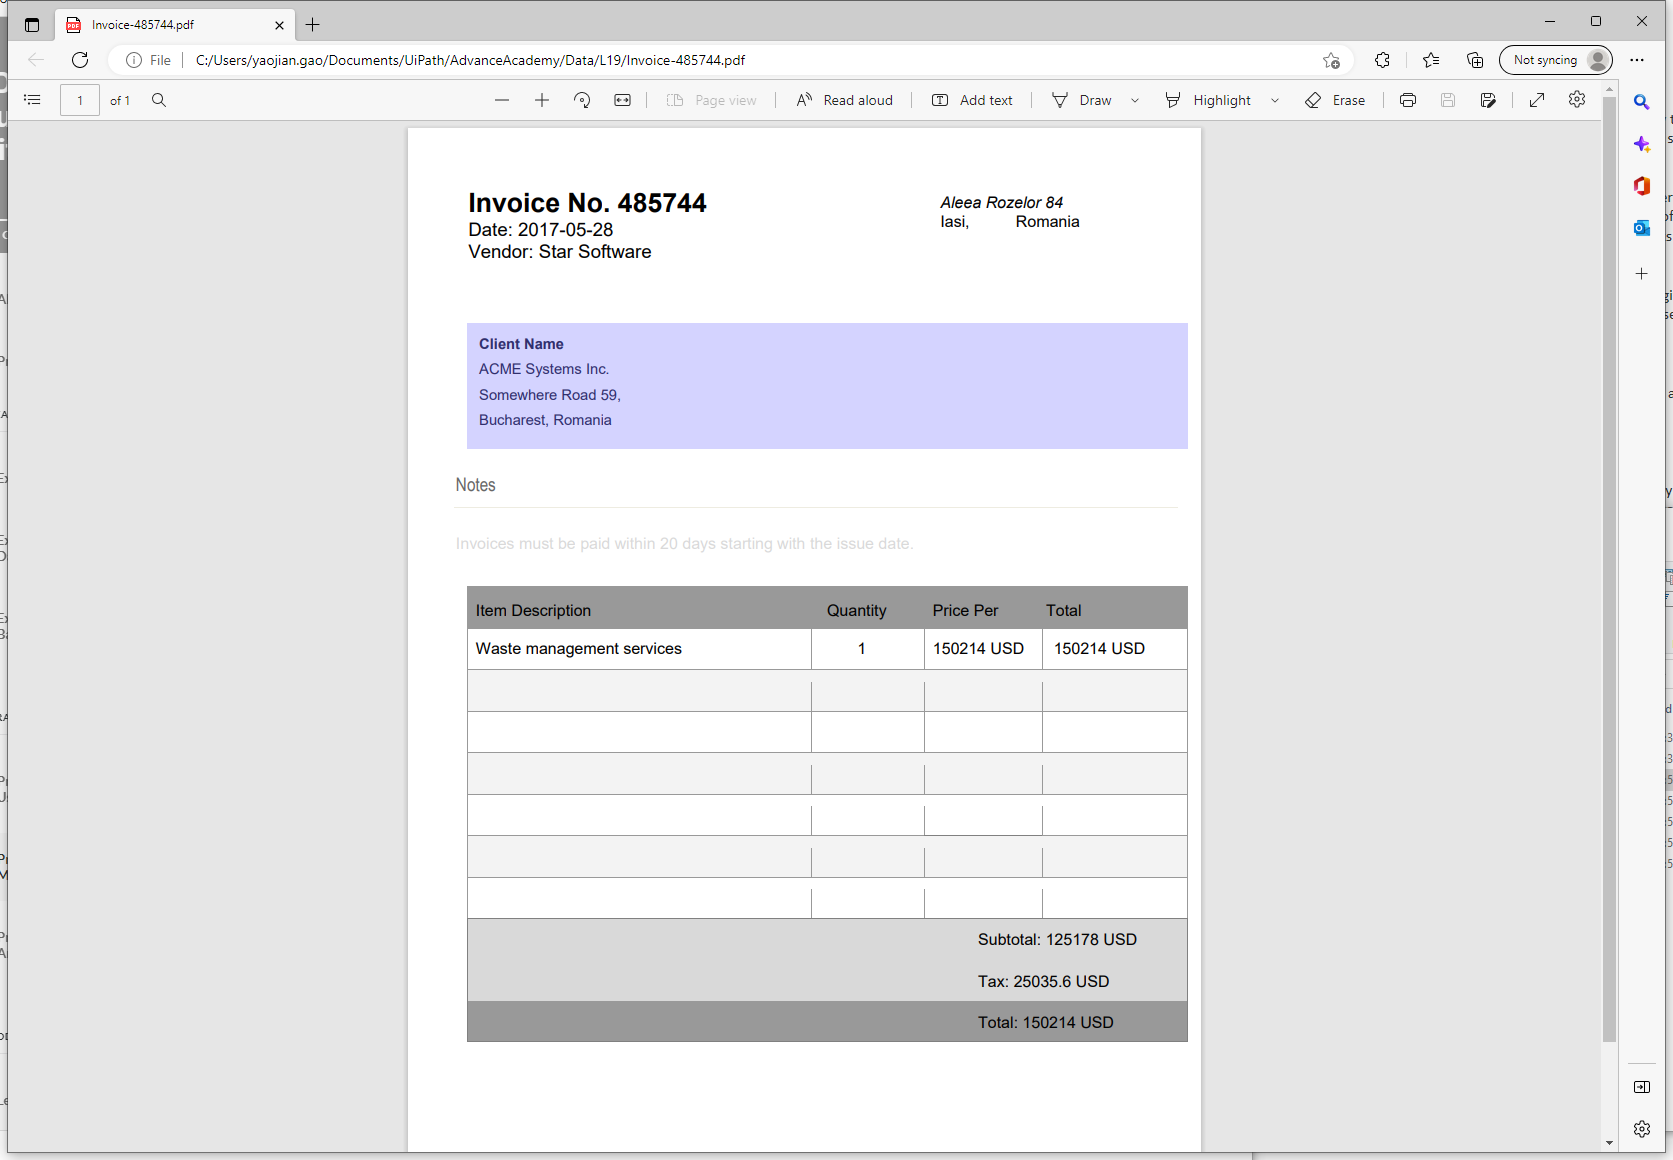 Invoice-485744.pdf
File
C:/Users/yaojian.gao/Documents/UiPath/AdvanceAcademy/Data/L19/Invoice-485744.pdf
Not syncing
1 of 1
Page view
Read aloud
Add text
Draw
Highlight
Erase
Invoice No. 485744
Date: 2017-05-28
Vendor: Star Software
Aleea Rozelor 84
Iasi, Romania
Client Name
ACME Systems Inc.
Somewhere Road 59,
Bucharest, Romania
Notes
Invoices must be paid within 20 days starting with the issue date.
Item Description Quantity Price Per Total
Waste management services 1 150214 USD 150214 USD
Subtotal: 125178 USD
Tax: 25035.6 USD
Total: 150214 USD